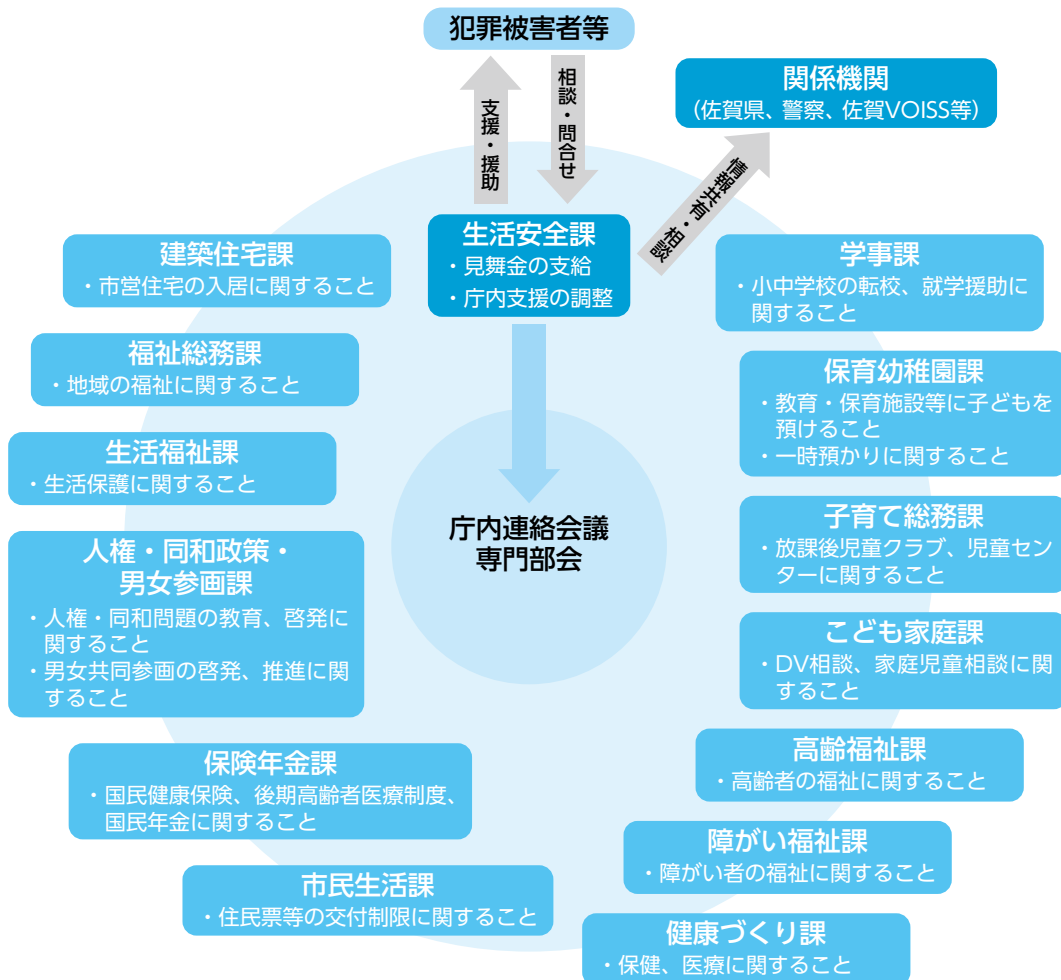 犯罪被害者等
支援・援助
相談・問合せ
関係機関
（佐賀県、警察、佐賀VOISS等）
情報共有・相談
生活安全課
・見舞金の支給
・庁内支援の調整
建築住宅課
・市営住宅の入居に関すること
福祉総務課
・地域の福祉に関すること
生活福祉課
・生活保護に関すること
人権・同和政策・
男女参画課
・人権・同和問題の教育、啓発に
関すること
・男女共同参画の啓発、推進に関
すること
保険年金課
・国民健康保険、後期高齢者医療制度、
国民年金に関すること
市民生活課
・住民票等の交付制限に関すること
庁内連絡会議
専門部会
学事課
・小中学校の転校、就学援助に
関すること
保育幼稚園課
・教育・保育施設等に子どもを
預けること
・一時預かりに関すること
子育て総務課
・放課後児童クラブ、児童セン
ターに関すること
こども家庭課
・DV相談、家庭児童相談に関
すること
高齢福祉課
・高齢者の福祉に関すること
障がい福祉課
・障がい者の福祉に関すること
健康づくり課
・保健、医療に関すること